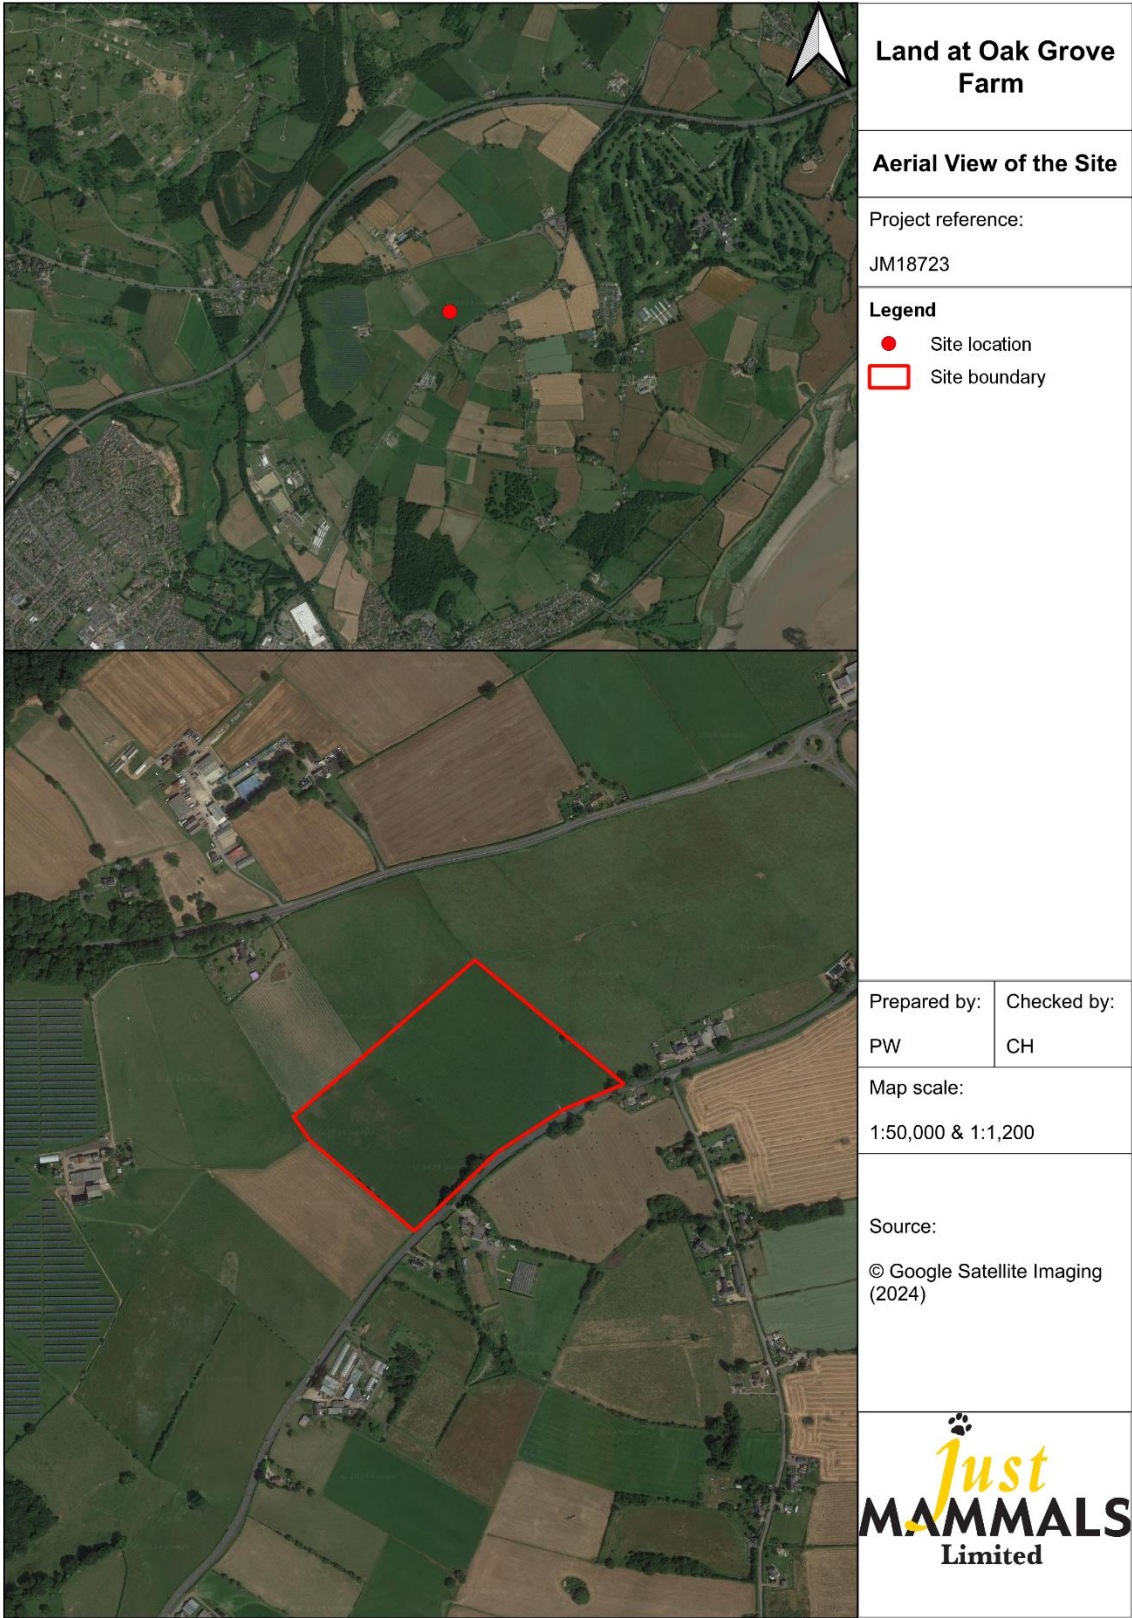 Land at Oak Grove
Farm
Aerial View of the Site
Project reference:
JM18723
Legend
Site location
Site boundary
Prepared by:
PW
Checked by:
CH
Map scale:
1:50,000 & 1:1,200
Source:
© Google Satellite Imaging
(2024)
Just
MAMMALS
Limited